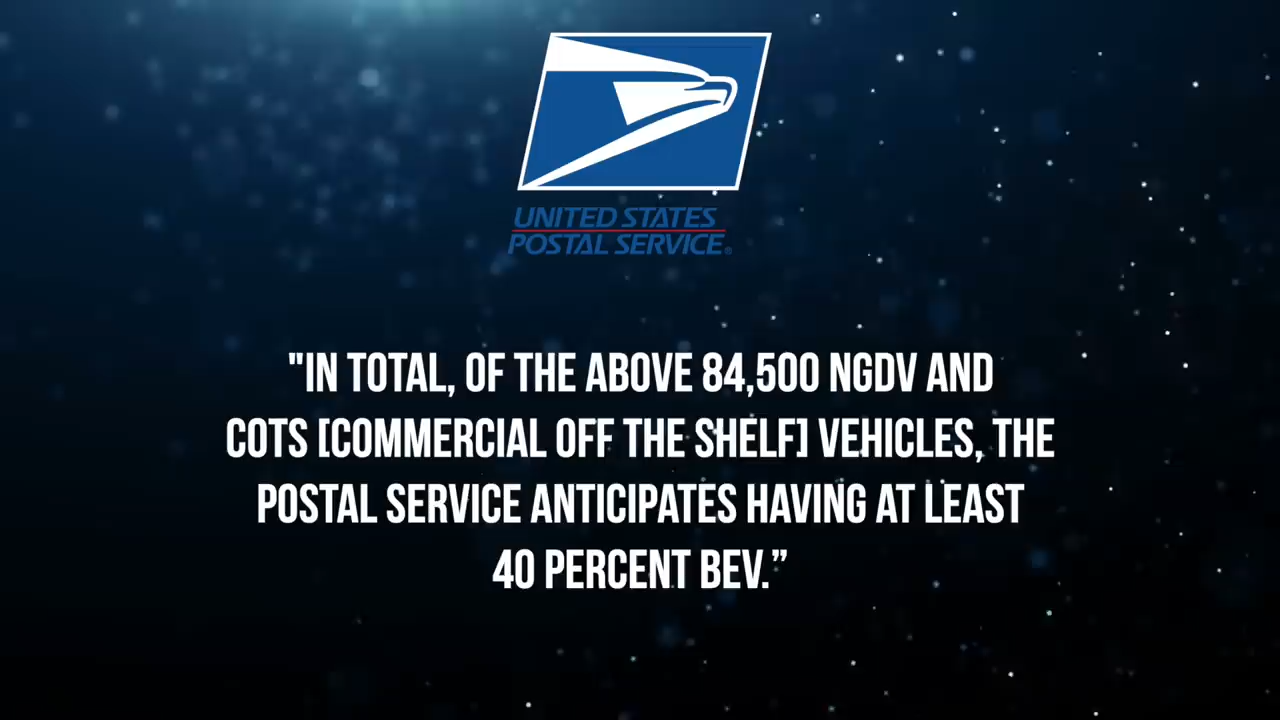 UNITED STATES
POSTAL SERVICE®
"IN TOTAL, OF THE ABOVE 84,500 NGDV AND
COTS [COMMERCIAL OFF THE SHELF] VEHICLES, THE
POSTAL SERVICE ANTICIPATES HAVING AT LEAST
40 PERCENT BEV.”